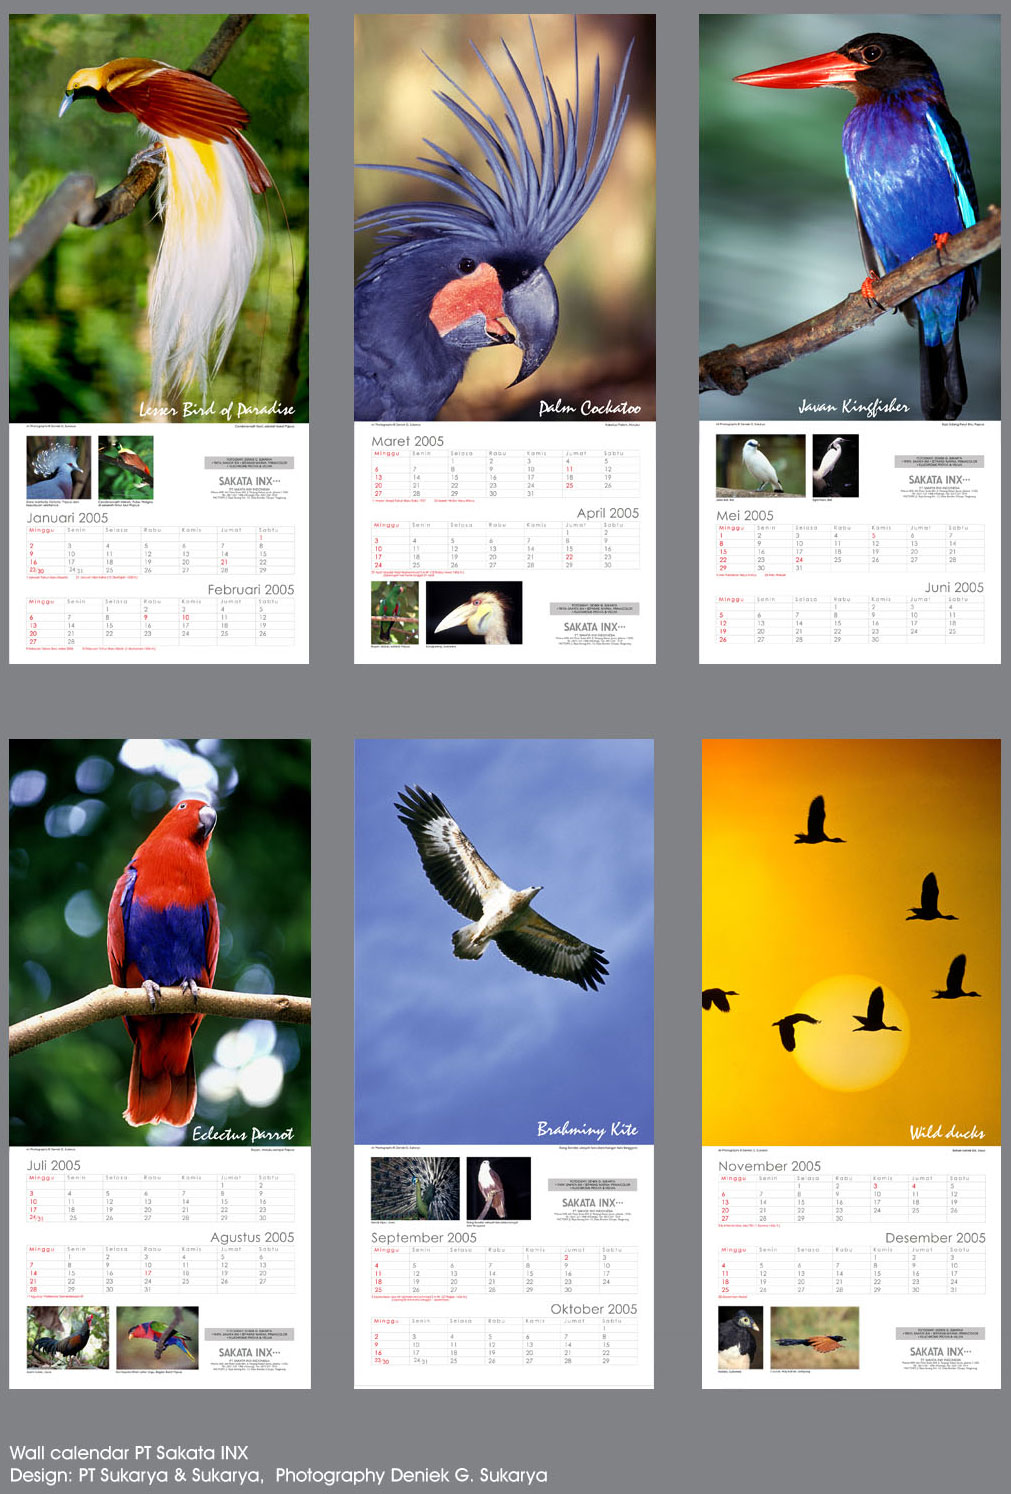 Lesser Bird of Paradise
SAKATA INX
Januari 2005
Minggu Senin Selasa Rabu Kamis Jumat Sabtu
1
2 3 4 5 6 7 8
9 10 11 12 13 14 15
16 17 18 19 20 21 22
23/30 24/31 25 26 27 28 29
Februari 2005
Minggu Senin Selasa Rabu Kamis Jumat Sabtu
1 2 3 4 5
6 7 8 9 10 11 12
13 14 15 16 17 18 19
20 21 22 23 24 25 26
27 28
Palm Cockatoo
Maret 2005
Minggu Senin Selasa Rabu Kamis Jumat Sabtu
1 2 3 4 5
6 7 8 9 10 11 12
13 14 15 16 17 18 19
20 21 22 23 24 25 26
27 28 29 30 31
April 2005
Minggu Senin Selasa Rabu Kamis Jumat Sabtu
1 2
3 4 5 6 7 8 9
10 11 12 13 14 15 16
17 18 19 20 21 22 23
24 25 26 27 28 29 30
SAKATA INX
Javan Kingfisher
SAKATA INX
Mei 2005
Minggu Senin Selasa Rabu Kamis Jumat Sabtu
1 2 3 4 5 6 7
8 9 10 11 12 13 14
15 16 17 18 19 20 21
22 23 24 25 26 27 28
29 30 31
Juni 2005
Minggu Senin Selasa Rabu Kamis Jumat Sabtu
1 2 3 4
5 6 7 8 9 10 11
12 13 14 15 16 17 18
19 20 21 22 23 24 25
26 27 28 29 30
Eclectus Parrot
Juli 2005
Minggu Senin Selasa Rabu Kamis Jumat Sabtu
1 2
3 4 5 6 7 8 9
10 11 12 13 14 15 16
17 18 19 20 21 22 23
24/31 25 26 27 28 29 30
Agustus 2005
Minggu Senin Selasa Rabu Kamis Jumat Sabtu
1 2 3 4 5 6
7 8 9 10 11 12 13
14 15 16 17 18 19 20
21 22 23 24 25 26 27
28 29 30 31
SAKATA INX
Brahminy Kite
SAKATA INX
September 2005
Minggu Senin Selasa Rabu Kamis Jumat Sabtu
1 2 3
4 5 6 7 8 9 10
11 12 13 14 15 16 17
18 19 20 21 22 23 24
25 26 27 28 29 30
Oktober 2005
Minggu Senin Selasa Rabu Kamis Jumat Sabtu
1
2 3 4 5 6 7 8
9 10 11 12 13 14 15
16 17 18 19 20 21 22
23/30 24/31 25 26 27 28 29
Wild ducks
November 2005
Minggu Senin Selasa Rabu Kamis Jumat Sabtu
1 2 3 4 5
6 7 8 9 10 11 12
13 14 15 16 17 18 19
20 21 22 23 24 25 26
27 28 29 30
Desember 2005
Minggu Senin Selasa Rabu Kamis Jumat Sabtu
1 2 3
4 5 6 7 8 9 10
11 12 13 14 15 16 17
18 19 20 21 22 23 24
25 26 27 28 29 30 31
SAKATA INX
Wall calendar PT Sakata INX
Design: PT Sukarya & Sukarya, Photography Deniek G. Sukarya